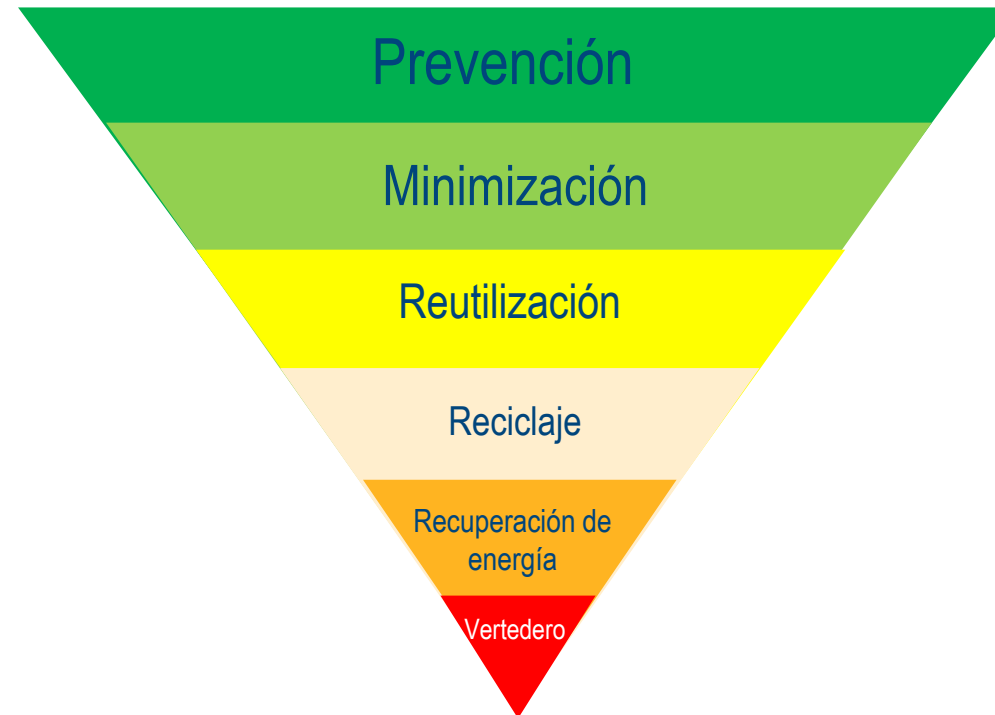 Prevención
Minimización
Reutilización
Reciclaje
Recuperación de
energía
Vertedero